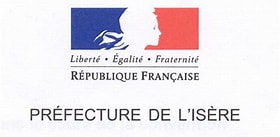 Liberté • Égalité • Fraternité
RÉPUBLIQUE FRANÇAISE
PRÉFECTURE DE L'ISÈRE